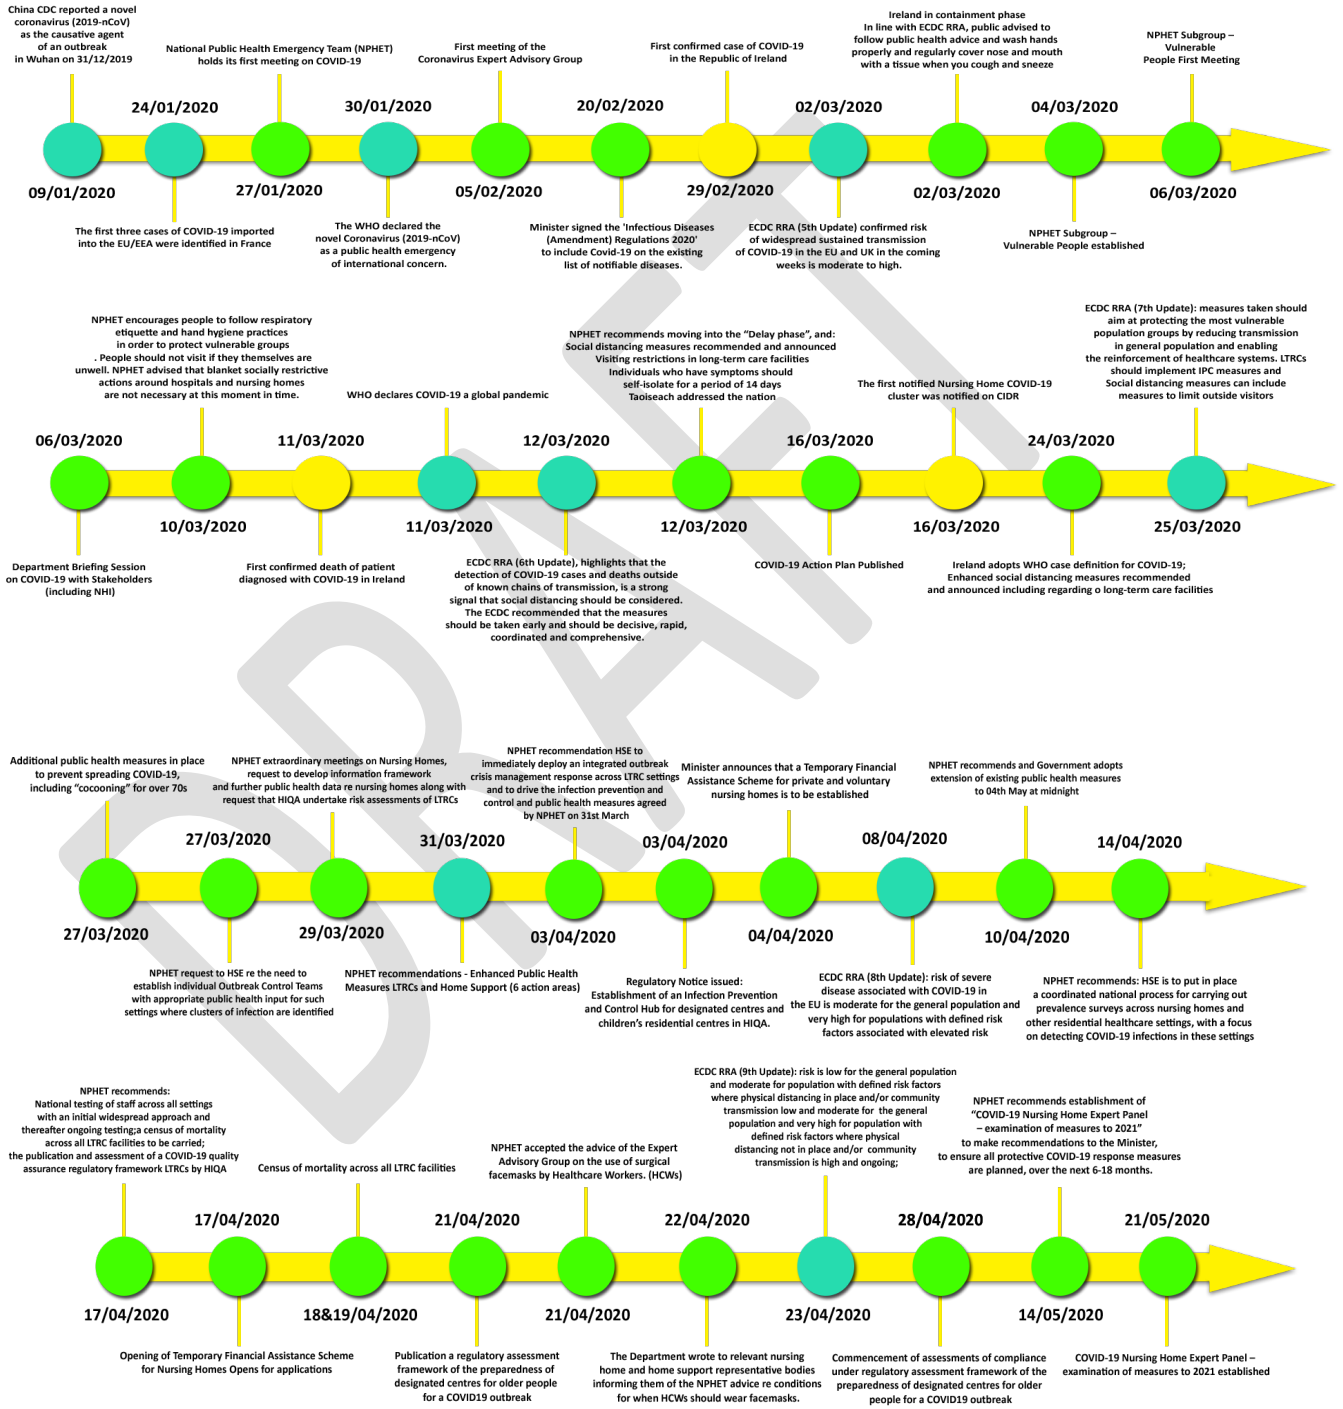 China CDC reported a novel
coronavirus (2019-nCoV)
as the causative agent
of an outbreak
in Wuhan on 31/12/2019
09/01/2020
24/01/2020
The first three cases of COVID-19 imported
into the EU/EEA were identified in France
National Public Health Emergency Team (NPHET)
holds its first meeting on COVID-19
27/01/2020
30/01/2020
The WHO declared the
novel Coronavirus (2019-nCoV)
as a public health emergency
of international concern.
First meeting of the
Coronavirus Expert Advisory Group
05/02/2020
20/02/2020
Minister signed the 'Infectious Diseases
(Amendment) Regulations 2020'
to include Covid-19 on the existing
list of notifiable diseases.
First confirmed case of COVID-19
in the Republic of Ireland
29/02/2020
02/03/2020
ECDC RRA (5th Update) confirmed risk
of widespread sustained transmission
of COVID-19 in the EU and UK in the coming
weeks is moderate to high.
Ireland in containment phase
In line with ECDC RRA, public advised to
follow public health advice and wash hands
properly and regularly cover nose and mouth
with a tissue when you cough and sneeze
02/03/2020
04/03/2020
NPHET Subgroup –
Vulnerable People established
NPHET Subgroup –
Vulnerable
People First Meeting
06/03/2020
06/03/2020
Department Briefing Session
on COVID-19 with Stakeholders
(including NHI)
NPHET encourages people to follow respiratory
etiquette and hand hygiene practices
in order to protect vulnerable groups
. People should not visit if they themselves are
unwell. NPHET advised that blanket socially restrictive
actions around hospitals and nursing homes
are not necessary at this moment in time.
10/03/2020
11/03/2020
First confirmed death of patient
diagnosed with COVID-19 in Ireland
WHO declares COVID-19 a global pandemic
11/03/2020
12/03/2020
ECDC RRA (6th Update), highlights that the
detection of COVID-19 cases and deaths outside
of known chains of transmission, is a strong
signal that social distancing should be considered.
The ECDC recommended that the measures
should be taken early and should be decisive, rapid,
coordinated and comprehensive.
NPHET recommends moving into the “Delay phase”, and:
Social distancing measures recommended and announced
Visiting restrictions in long-term care facilities
Individuals who have symptoms should
self-isolate for a period of 14 days
Taoiseach addressed the nation
12/03/2020
16/03/2020
COVID-19 Action Plan Published
The first notified Nursing Home COVID-19
cluster was notified on CIDR
16/03/2020
24/03/2020
Ireland adopts WHO case definition for COVID-19;
Enhanced social distancing measures recommended
and announced including regarding o long-term care facilities
ECDC RRA (7th Update): measures taken should
aim at protecting the most vulnerable
population groups by reducing transmission
in general population and enabling
the reinforcement of healthcare systems. LTRCs
should implement IPC measures and
Social distancing measures can include
measures to limit outside visitors
25/03/2020
Additional public health measures in place
to prevent spreading COVID-19,
including “cocooning” for over 70s
27/03/2020
27/03/2020
NPHET request to HSE re the need to
establish individual Outbreak Control Teams
with appropriate public health input for such
settings where clusters of infection are identified
NPHET extraordinary meetings on Nursing Homes,
request to develop information framework
and further public health data re nursing homes along with
request that HIQA undertake risk assessments of LTRCs
29/03/2020
31/03/2020
NPHET recommendations - Enhanced Public Health
Measures LTRCs and Home Support (6 action areas)
NPHET recommendation HSE to
immediately deploy an integrated outbreak
crisis management response across LTRC settings
and to drive the infection prevention and
control and public health measures agreed
by NPHET on 31st March
03/04/2020
03/04/2020
Regulatory Notice issued:
Establishment of an Infection Prevention
and Control Hub for designated centres and
children’s residential centres in HIQA.
Minister announces that a Temporary Financial
Assistance Scheme for private and voluntary
nursing homes is to be established
04/04/2020
08/04/2020
ECDC RRA (8th Update): risk of severe
disease associated with COVID-19 in
the EU is moderate for the general population and
very high for populations with defined risk
factors associated with elevated risk
NPHET recommends and Government adopts
extension of existing public health measures
to 04th May at midnight
10/04/2020
14/04/2020
NPHET recommends: HSE is to put in place
a coordinated national process for carrying out
prevalence surveys across nursing homes and
other residential healthcare settings, with a focus
on detecting COVID-19 infections in these settings
NPHET recommends:
National testing of staff across all settings
with an initial widespread approach and
thereafter ongoing testing;a census of mortality
across all LTRC facilities to be carried;
the publication and assessment of a COVID-19 quality
assurance regulatory framework LTRCs by HIQA
17/04/2020
17/04/2020
Opening of Temporary Financial Assistance Scheme
for Nursing Homes Opens for applications
Census of mortality across all LTRC facilities
18&19/04/2020
21/04/2020
Publication a regulatory assessment
framework of the preparedness of
designated centres for older people
for a COVID19 outbreak
NPHET accepted the advice of the Expert
Advisory Group on the use of surgical
facemasks by Healthcare Workers. (HCWs)
21/04/2020
22/04/2020
The Department wrote to relevant nursing
home and home support representative bodies
informing them of the NPHET advice re conditions
for when HCWs should wear facemasks.
ECDC RRA (9th Update): risk is low for the general population
and moderate for population with defined risk factors
where physical distancing in place and/or community
transmission low and moderate for the general
population and very high for population with
defined risk factors where physical
distancing not in place and/or community
transmission is high and ongoing;
23/04/2020
28/04/2020
Commencement of assessments of compliance
under regulatory assessment framework of the
preparedness of designated centres for older
people for a COVID19 outbreak
NPHET recommends establishment of
“COVID-19 Nursing Home Expert Panel
– examination of measures to 2021”
to make recommendations to the Minister,
to ensure all protective COVID-19 response measures
are planned, over the next 6-18 months.
14/05/2020
21/05/2020
COVID-19 Nursing Home Expert Panel –
examination of measures to 2021 established
DRAFT